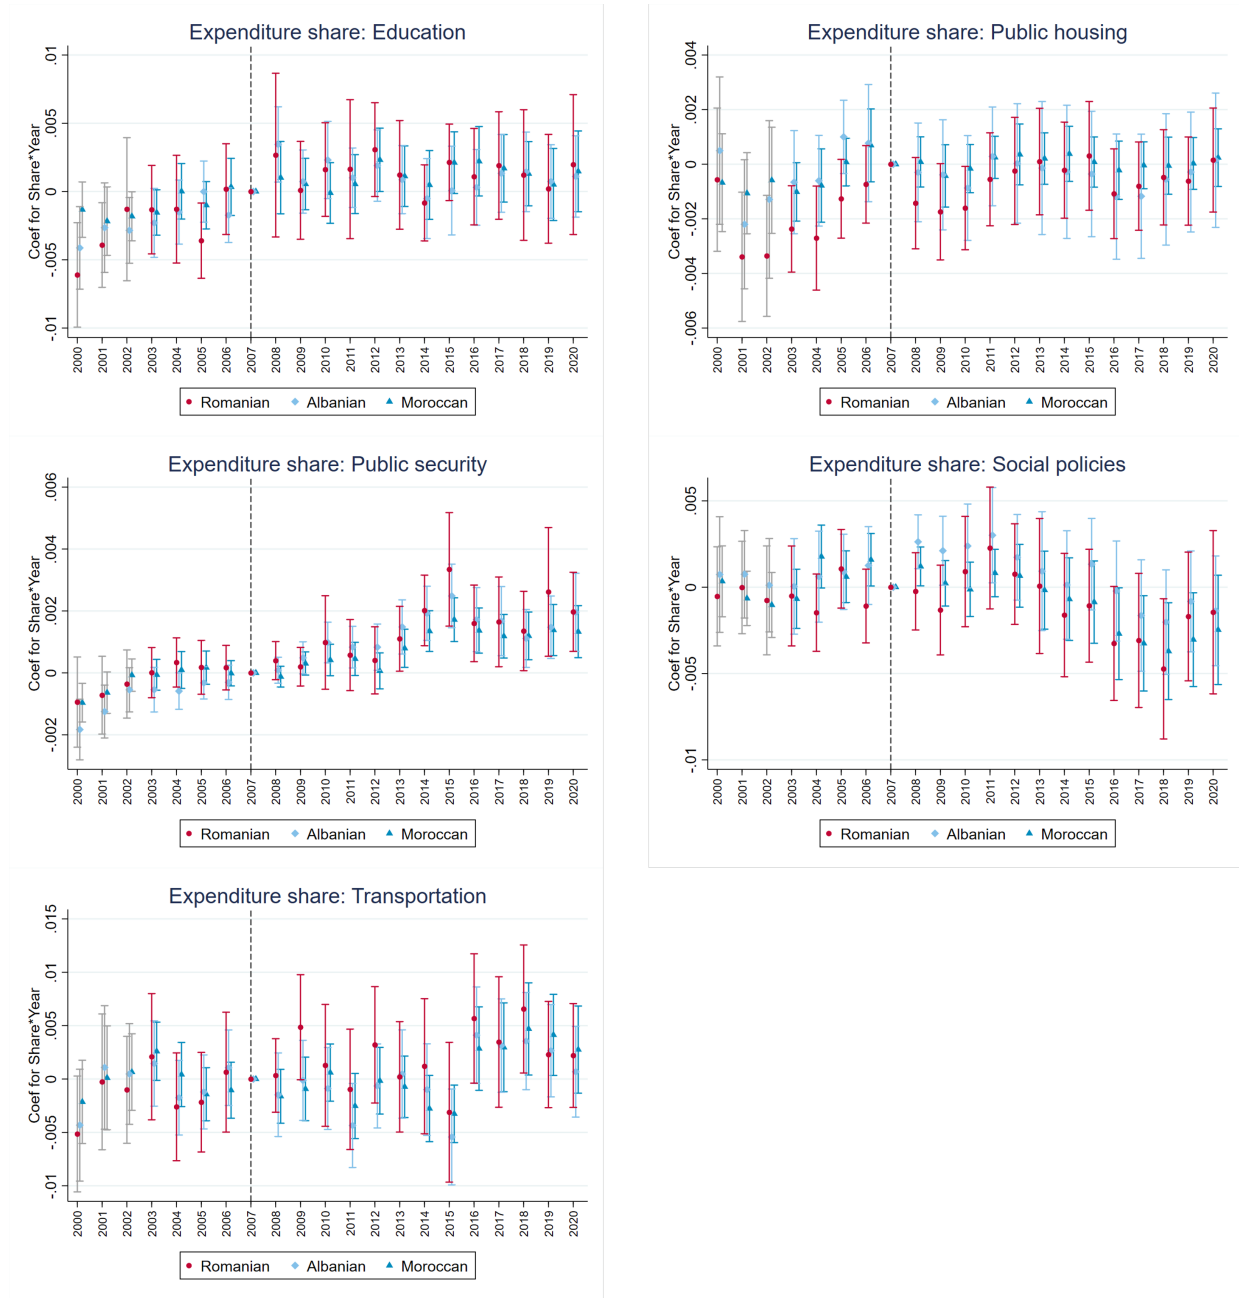 Expenditure share: Education
Coef for Share*Year
.01
.005
0
-.005
-.01
2000 2001 2002 2003 2004 2005 2006 2007 2008 2009 2010 2011 2012 2013 2014 2015 2016 2017 2018 2019 2020
Romanian Albanian Moroccan
Expenditure share: Public housing
Coef for Share*Year
.004
.002
0
-.002
-.004
-.006
2000 2001 2002 2003 2004 2005 2006 2007 2008 2009 2010 2011 2012 2013 2014 2015 2016 2017 2018 2019 2020
Romanian Albanian Moroccan
Expenditure share: Public security
Coef for Share*Year
.006
.004
.002
0
-.002
2000 2001 2002 2003 2004 2005 2006 2007 2008 2009 2010 2011 2012 2013 2014 2015 2016 2017 2018 2019 2020
Romanian Albanian Moroccan
Expenditure share: Social policies
Coef for Share*Year
.005
0
-.005
-.01
2000 2001 2002 2003 2004 2005 2006 2007 2008 2009 2010 2011 2012 2013 2014 2015 2016 2017 2018 2019 2020
Romanian Albanian Moroccan
Expenditure share: Transportation
Coef for Share*Year
.015
.01
.005
0
-.005
-.01
2000 2001 2002 2003 2004 2005 2006 2007 2008 2009 2010 2011 2012 2013 2014 2015 2016 2017 2018 2019 2020
Romanian Albanian Moroccan